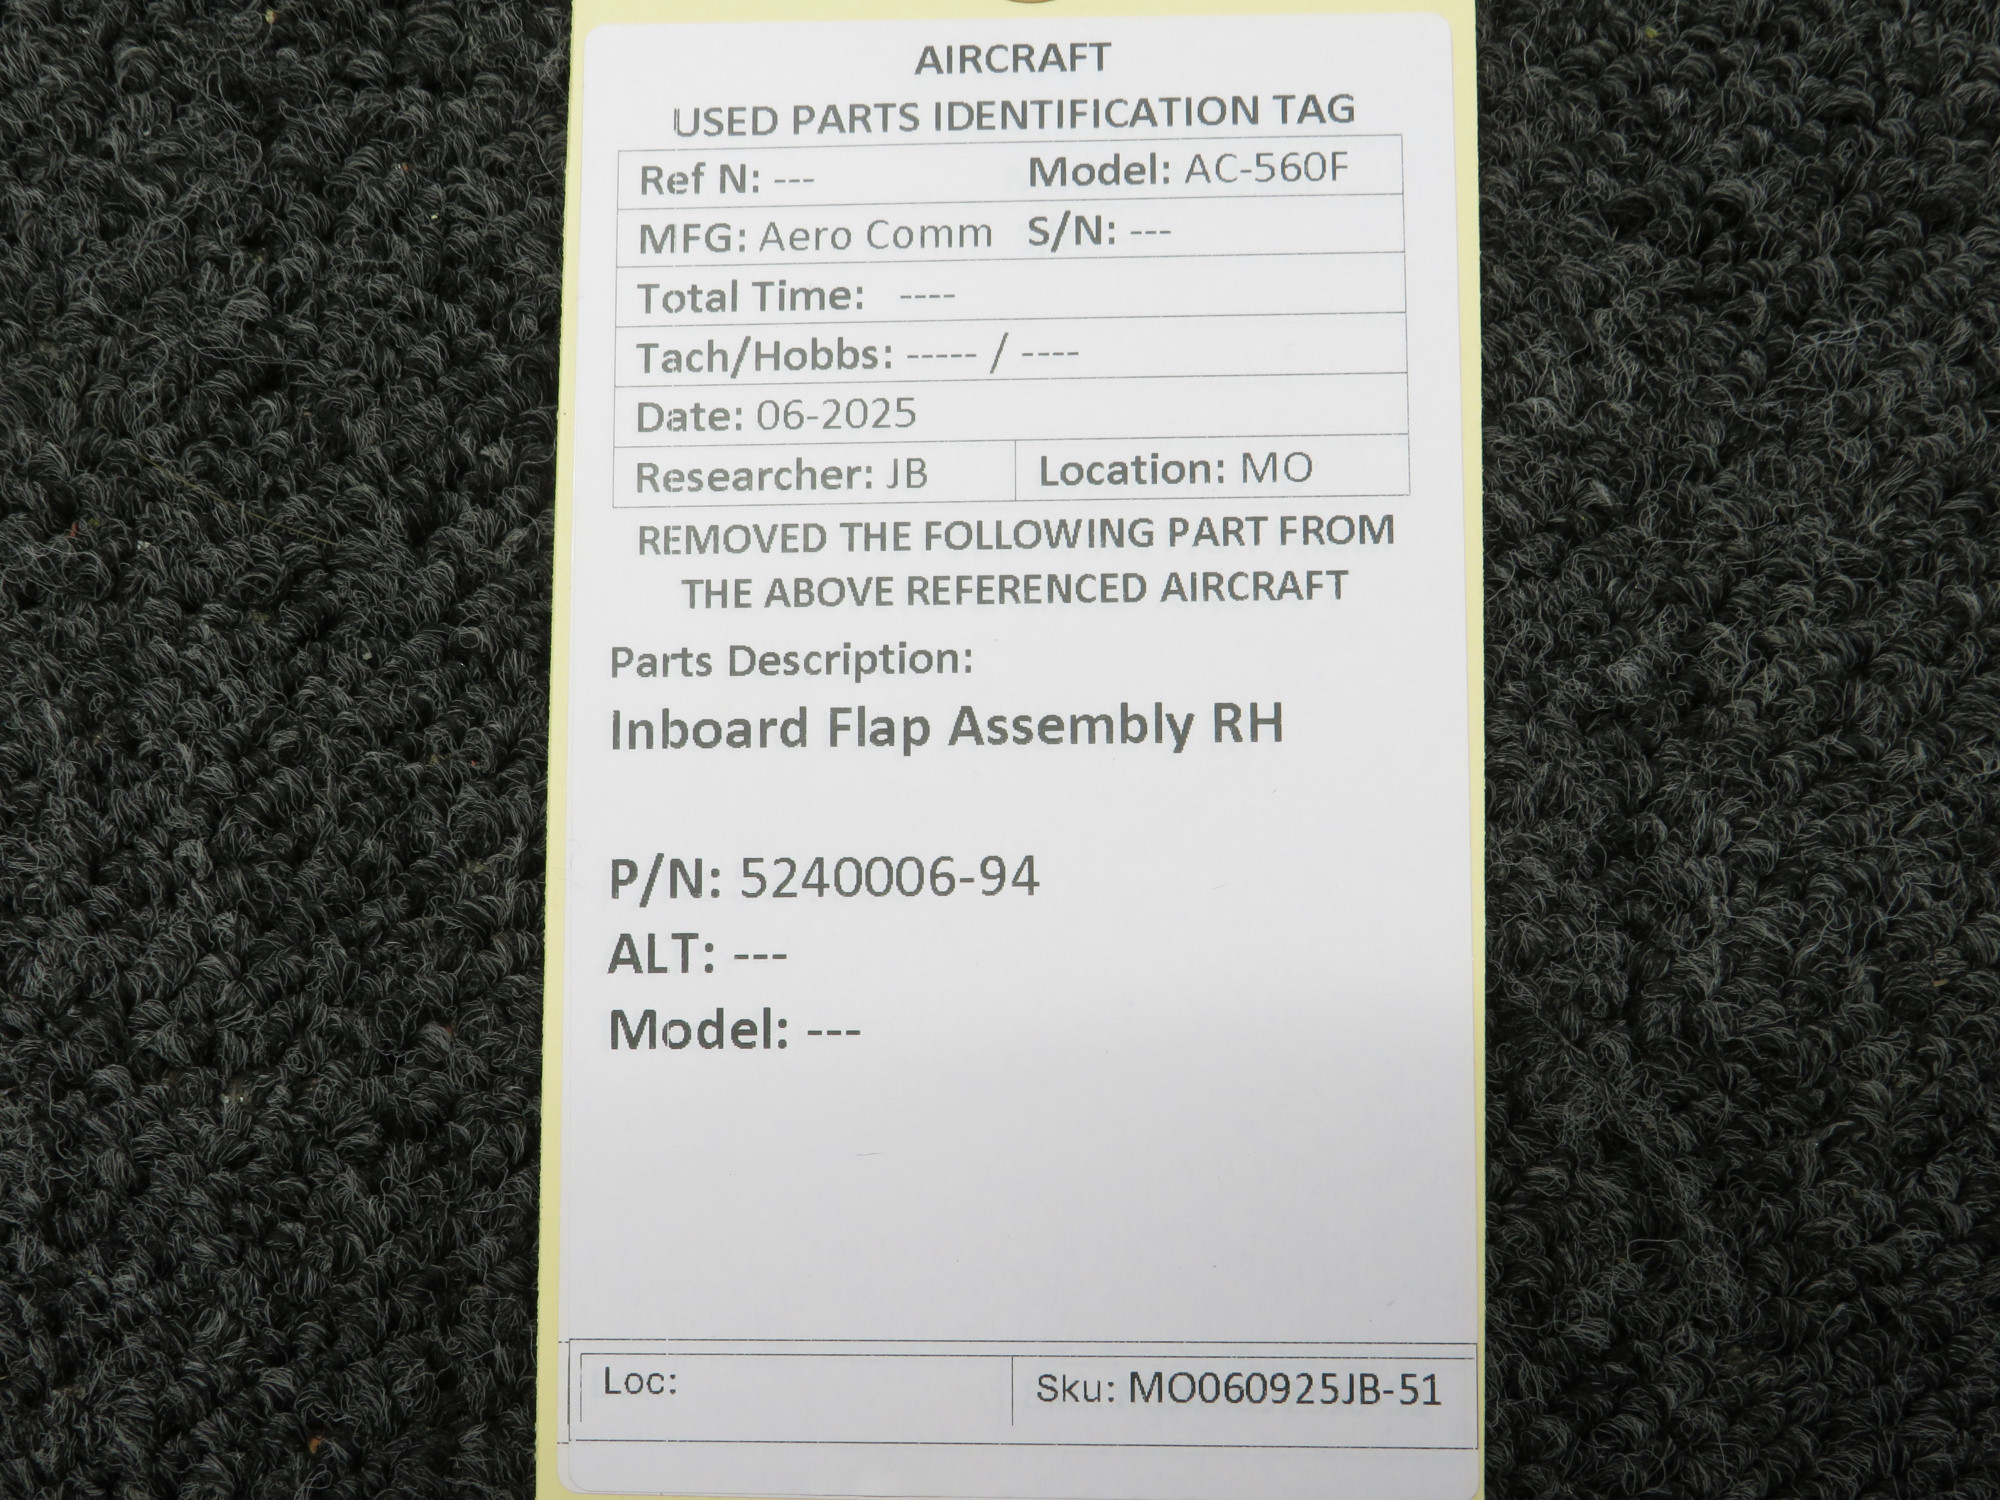 AIRCRAFT
USED PARTS IDENTIFICATION TAG
Ref N: --- Model: AC-560F
MFG: Aero Comm S/N: ---
Total Time: ----
Tach/Hobbs: ----- / ----
Date: 06-2025
Researcher: JB Location: MO
REMOVED THE FOLLOWING PART FROM
THE ABOVE REFERENCED AIRCRAFT
Parts Description:
Inboard Flap Assembly RH
P/N: 5240006-94
ALT: ---
Model: ---
Loc: Sku: MO060925JB-51